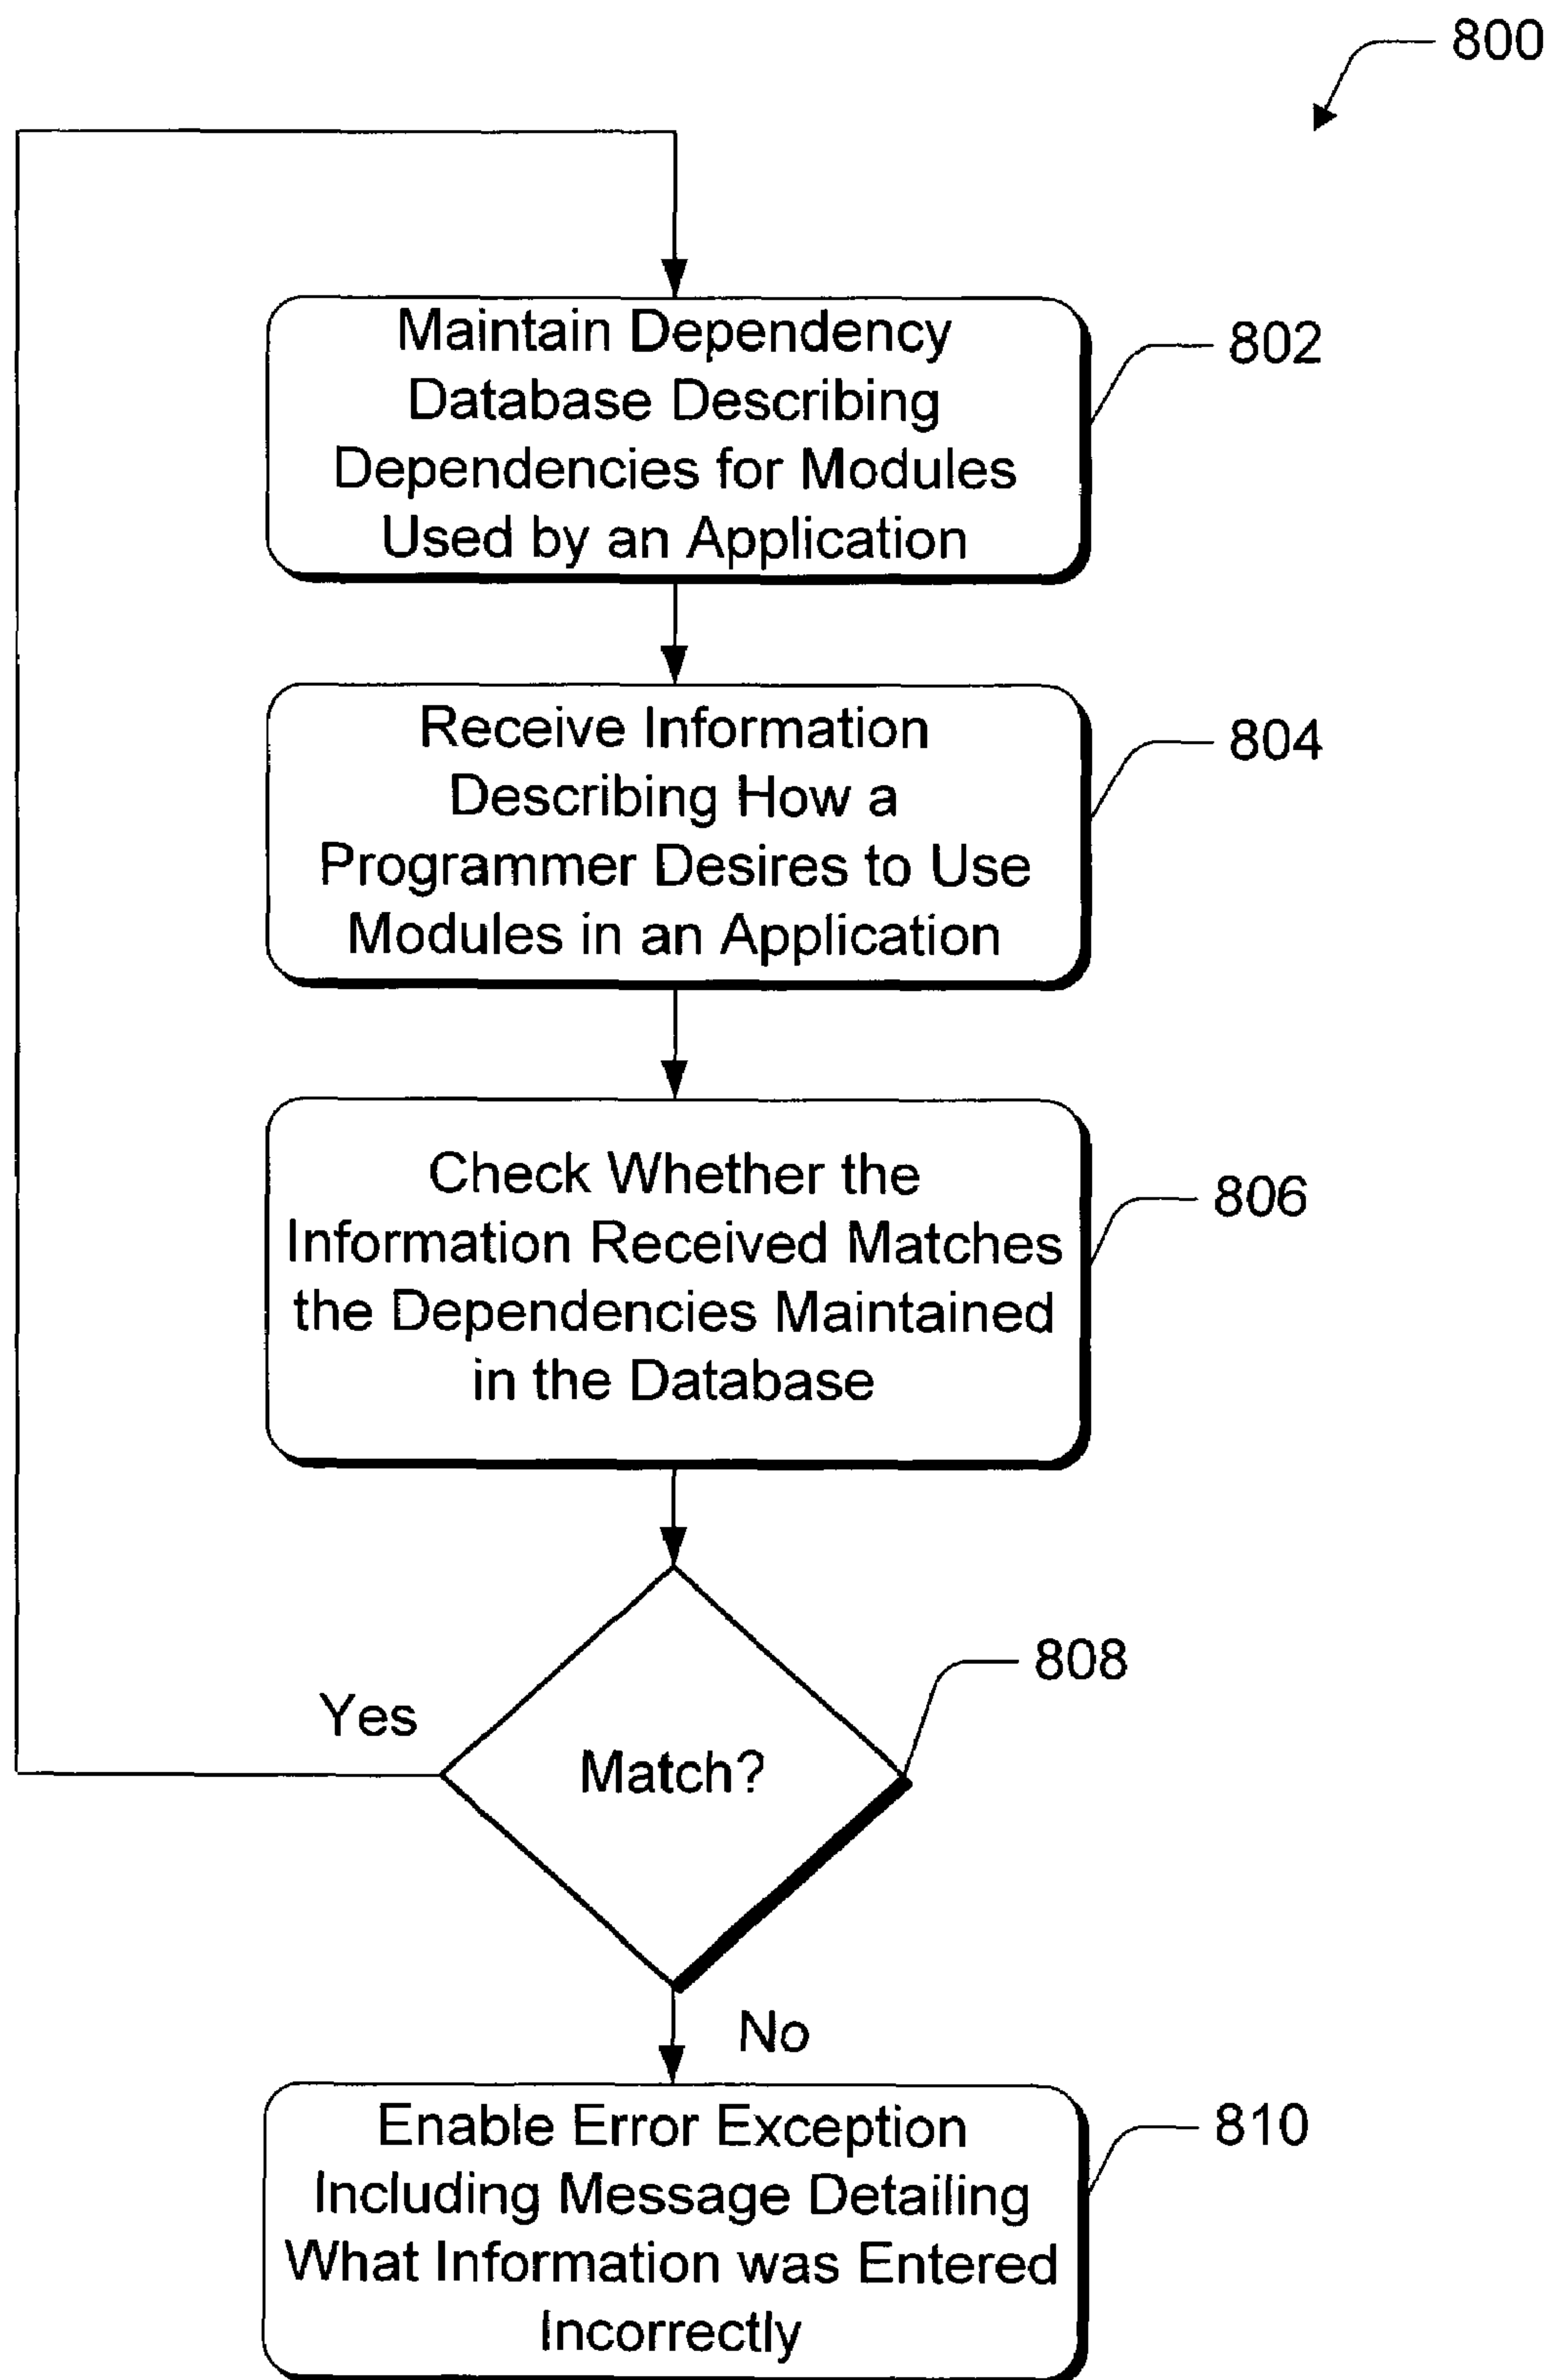 800
Maintain Dependency
Database Describing
Dependencies for Modules
Used by an Application
802
Receive Information
Describing How a
Programmer Desires to Use
Modules in an Application
804
Check Whether the
Information Received Matches
the Dependencies Maintained
in the Database
806
808
Yes
Match?
No
Enable Error Exception
Including Message Detailing
What Information was Entered
Incorrectly
810